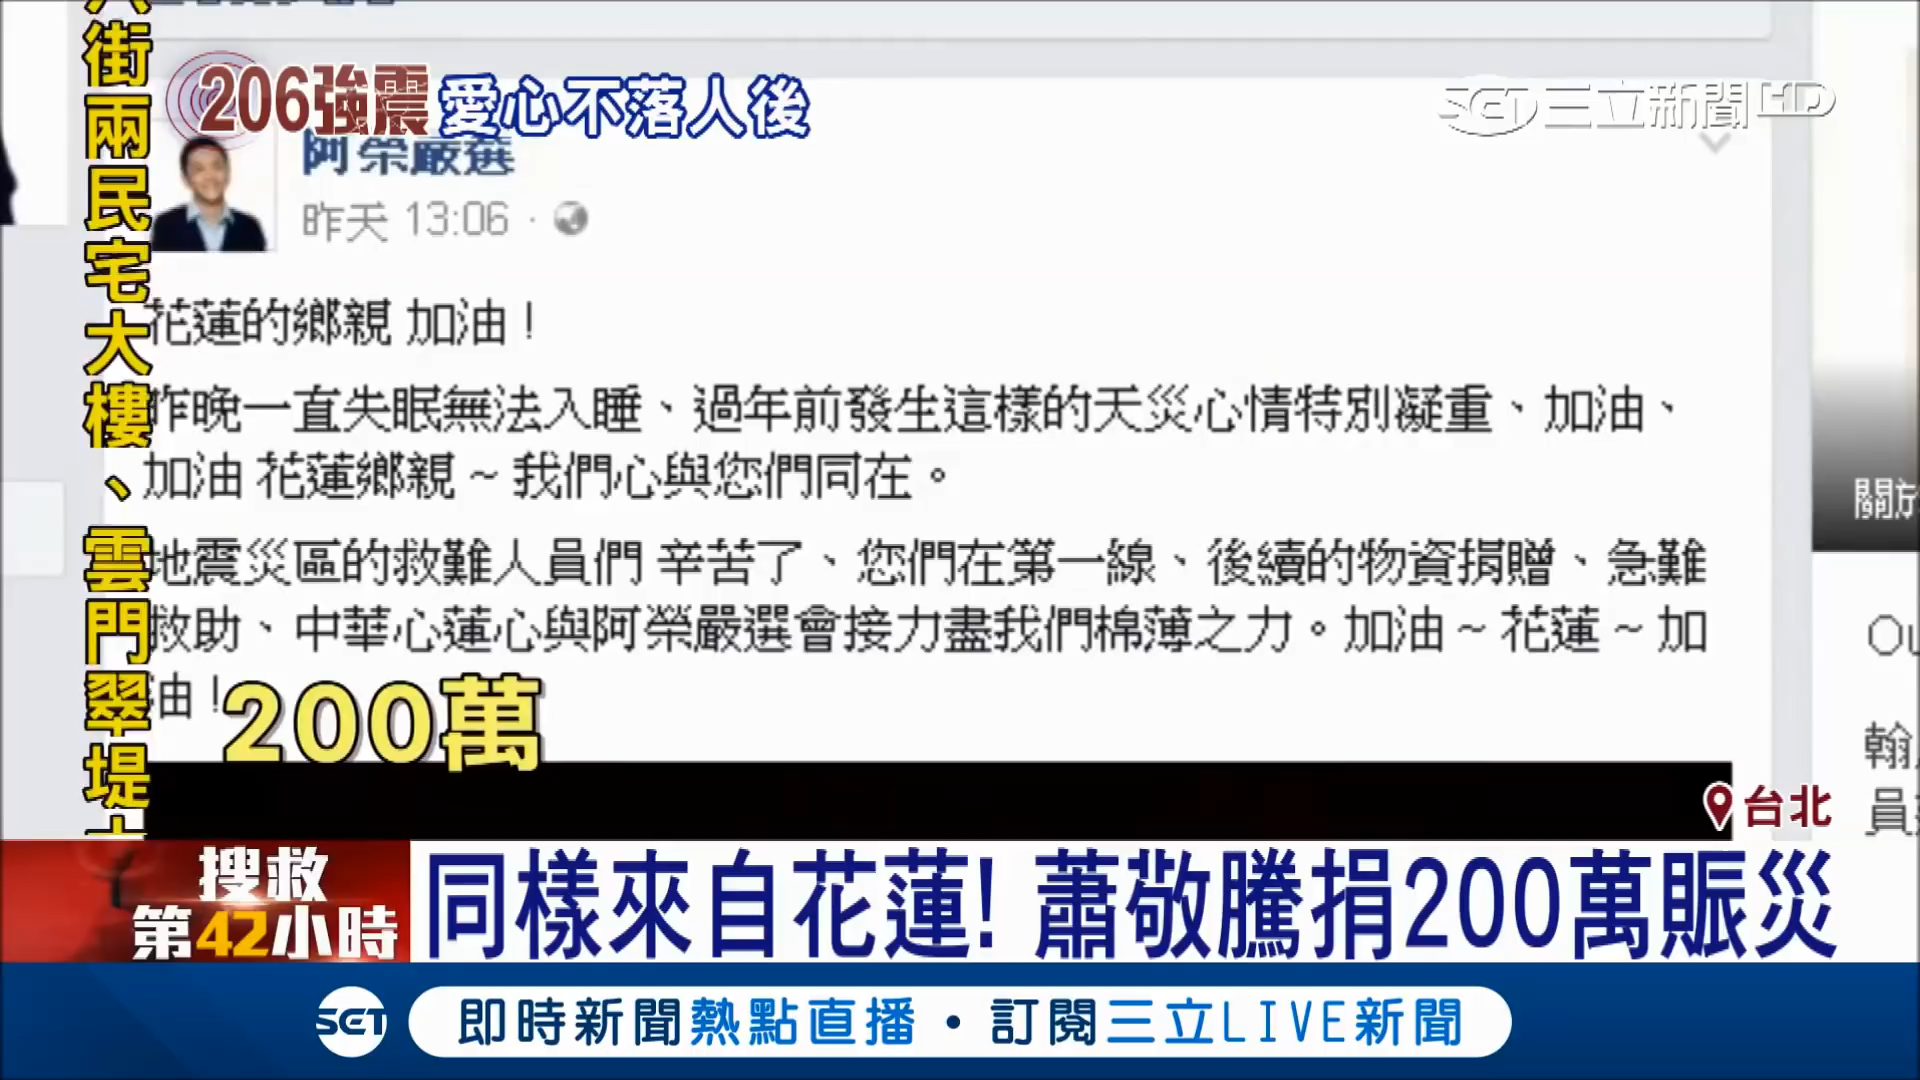 206強震 愛心不落人後
SET三立新聞HD
阿榮嚴選
昨天 13:06
花蓮的鄉親 加油！
昨晚一直失眠無法入睡、過年前發生這樣的天災心情特別凝重、加油、
加油 花蓮鄉親 ~ 我們心與您們同在。
地震災區的救難人員們 辛苦了、您們在第一線、後續的物資捐贈、急難
救助、中華心蓮心與阿榮嚴選會接力盡我們棉薄之力。加油 ~ 花蓮 ~ 加
油！
200萬
街兩民宅大樓、雲門翠堤
關於
台北
搜救
第42小時
同樣來自花蓮! 蕭敬騰捐200萬賑災
SET 即時新聞熱點直播・訂閱三立LIVE新聞